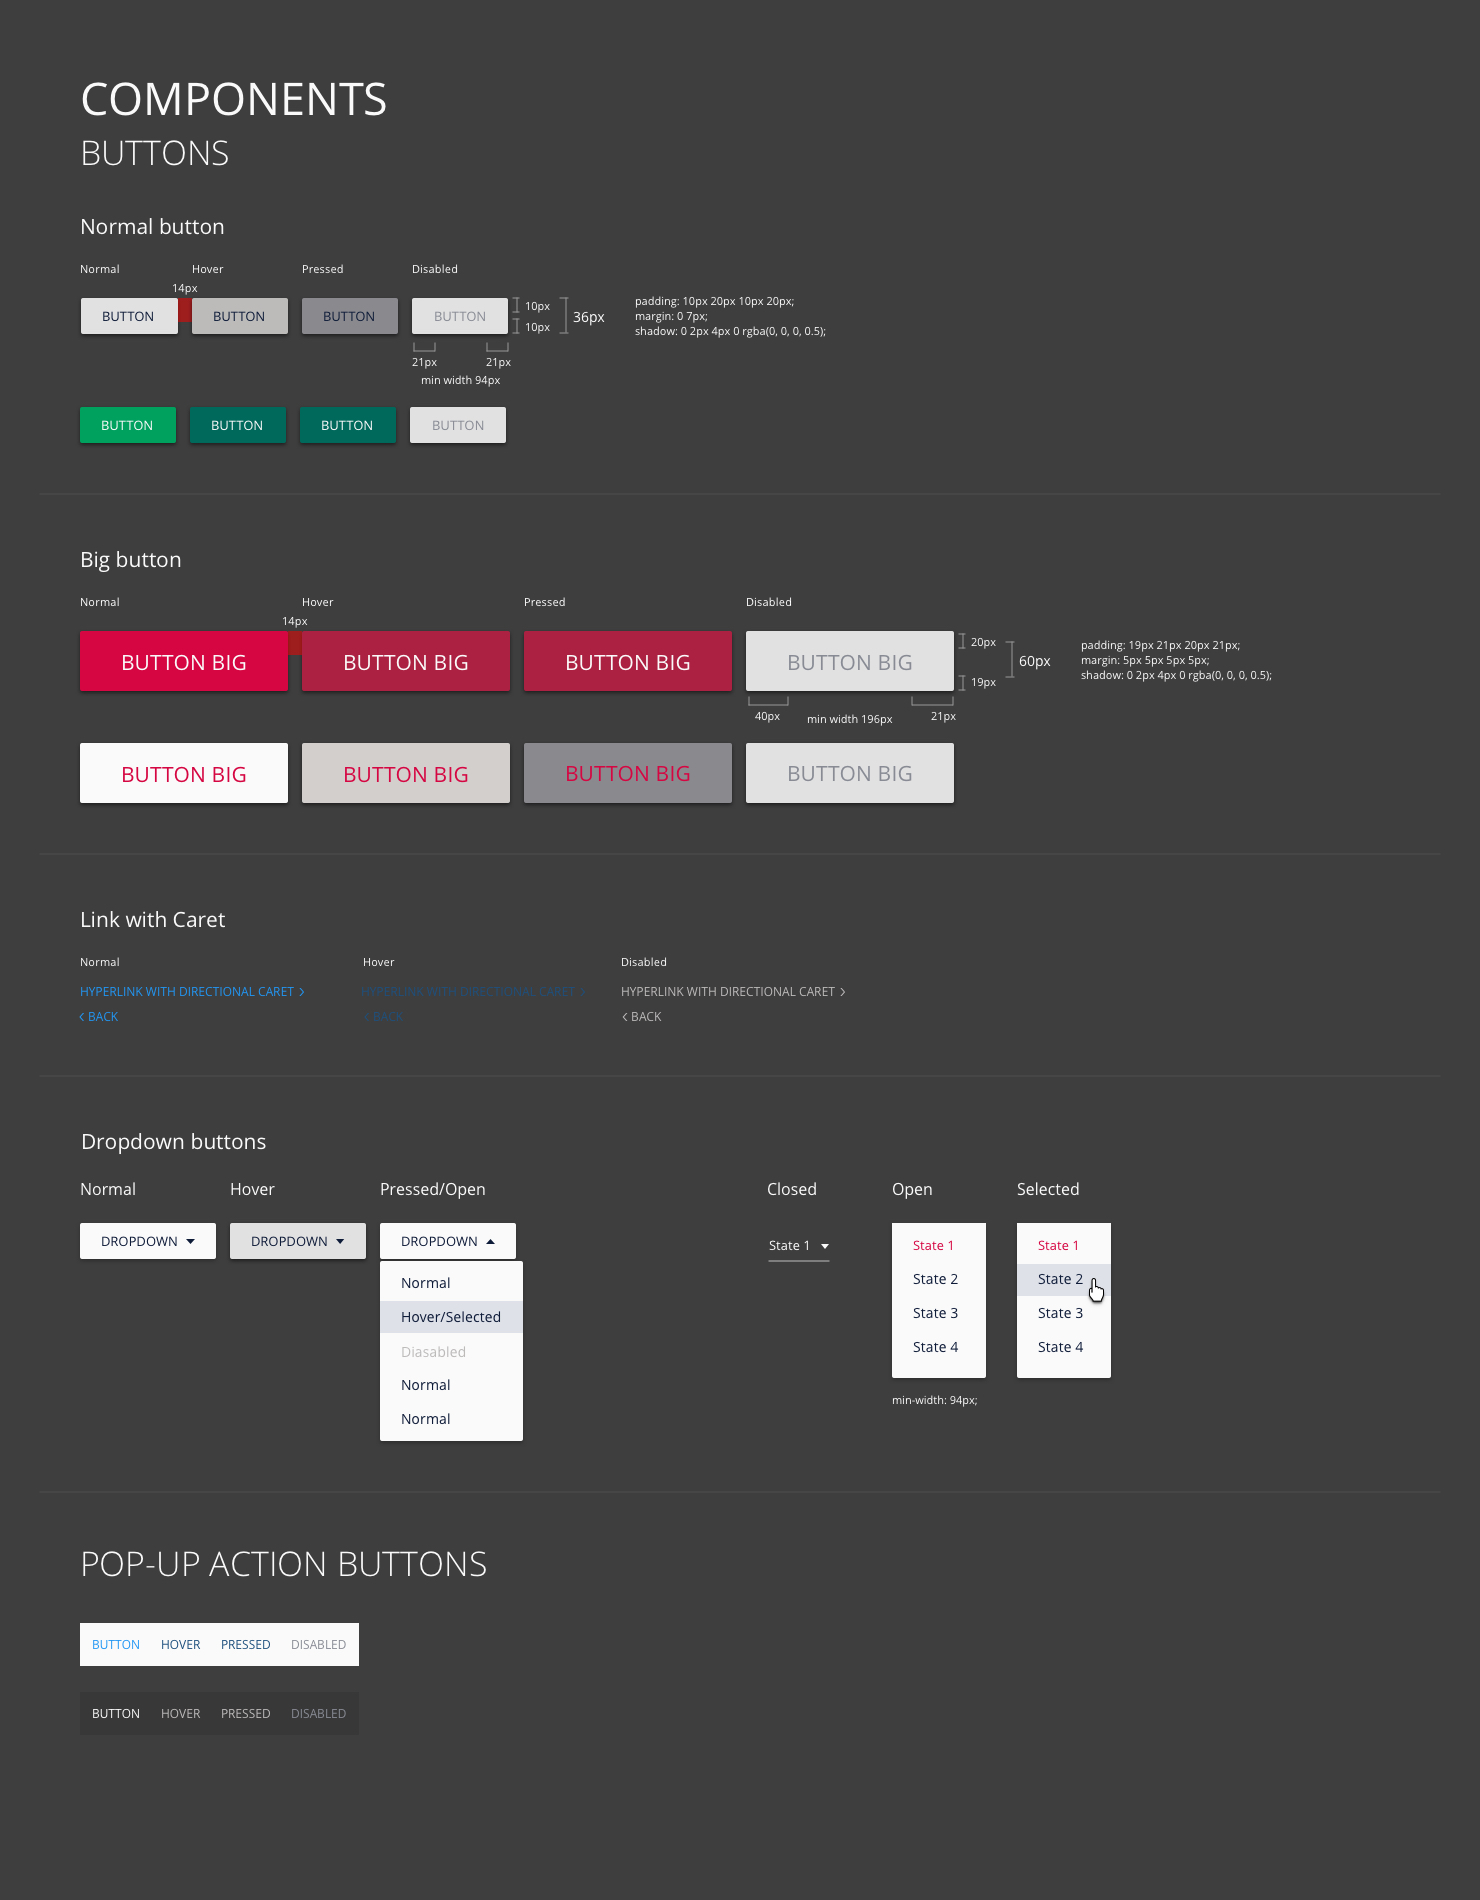 COMPONENTS
BUTTONS
Normal button
Normal Hover Pressed Disabled
14px
BUTTON BUTTON BUTTON BUTTON
10px
10px
36px
padding: 10px 20px 10px 20px;
margin: 0 7px;
shadow: 0 2px 4px 0 rgba(0, 0, 0, 0.5);
21px 21px
min width 94px
BUTTON BUTTON BUTTON BUTTON
Big button
Normal Hover Pressed Disabled
14px
BUTTON BIG BUTTON BIG BUTTON BIG BUTTON BIG
20px
60px
19px
padding: 19px 21px 20px 21px;
margin: 5px 5px 5px 5px;
shadow: 0 2px 4px 0 rgba(0, 0, 0, 0.5);
40px min width 196px 21px
BUTTON BIG BUTTON BIG BUTTON BIG BUTTON BIG
Link with Caret
Normal Hover Disabled
HYPERLINK WITH DIRECTIONAL CARET > HYPERLINK WITH DIRECTIONAL CARET > HYPERLINK WITH DIRECTIONAL CARET >
< BACK < BACK < BACK
Dropdown buttons
Normal Hover Pressed/Open
DROPDOWN DROPDOWN DROPDOWN
Normal
Hover/Selected
Diasabled
Normal
Normal
Closed Open Selected
State 1
State 1
State 2
State 3
State 4
min-width: 94px;
State 1
State 2
State 3
State 4
POP-UP ACTION BUTTONS
BUTTON HOVER PRESSED DISABLED
BUTTON HOVER PRESSED DISABLED